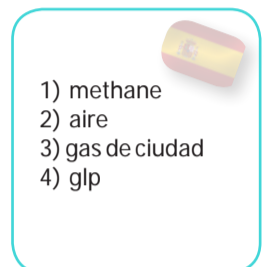 1) methane
2) aire
3) gas de ciudad
4) glp